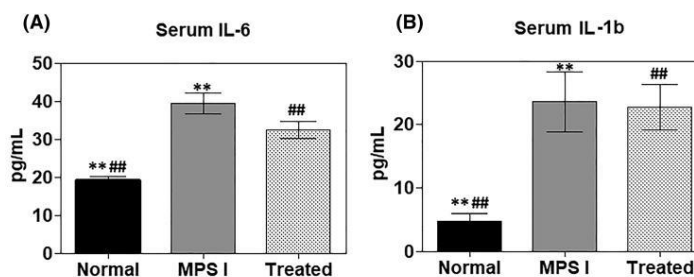 (A)
Serum IL-6
pg/mL
50
40
30
20
10
0
**##
**
##
Normal MPS I Treated
(B)
Serum IL-1b
pg/mL
30
20
10
0
**##
**
##
Normal MPS I Treated